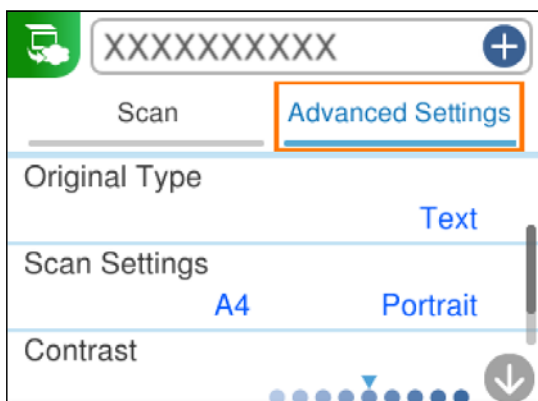 XXXXXXXXXX
Scan Advanced Settings
Original Type
Text
Scan Settings
A4 Portrait
Contrast